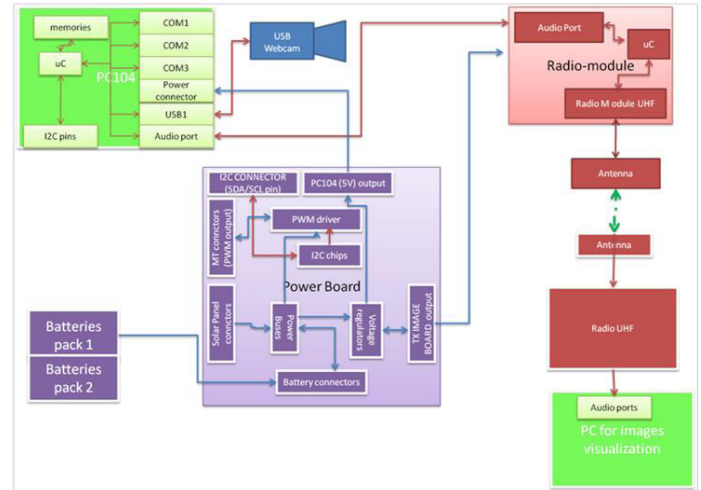 memories
uC
PC104
I2C pins
COM1
COM2
COM3
Power
connector
USB1
Audio port
USB
Webcam
Audio Port
uC
Radio-module
Radio M odule UHF
Antenna
Antenna
Radio UHF
Audio ports
PC for images
visualization
I2C CONNECTOR
(SDA/SCL pin)
PC104 (5V) output
MT connctors
(PWM output)
PWM driver
I2C chips
Power Board
Solar Panel
connctors
Power
Buses
Voltage
regulators
TX IMAGE
BOARD output
Battery connectors
Batteries
pack 1
Batteries
pack 2